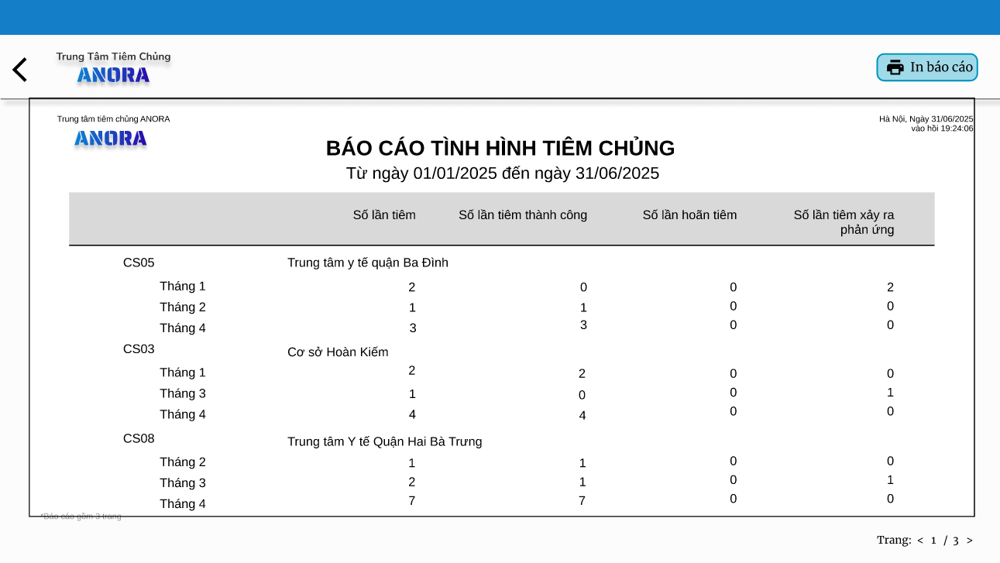 Trung Tâm Tiêm Chủng
ANORA
In báo cáo
Trung tâm tiêm chủng ANORA
Hà Nội, Ngày 31/06/2025
vào hồi 19:24:06
ANORA
BÁO CÁO TÌNH HÌNH TIÊM CHỦNG
Từ ngày 01/01/2025 đến ngày 31/06/2025
Số lần tiêm Số lần tiêm thành công Số lần hoãn tiêm Số lần tiêm xảy ra
phản ứng
CS05 Trung tâm y tế quận Ba Đình
Tháng 1 2 0 0 2
Tháng 2 1 1 0 0
Tháng 4 3 3 0 0
CS03 Cơ sở Hoàn Kiếm
Tháng 1 2 2 0 0
Tháng 3 1 0 0 1
Tháng 4 4 4 0 0
CS08 Trung tâm Y tế Quận Hai Bà Trưng
Tháng 2 1 1 0 0
Tháng 3 2 1 0 1
Tháng 4 7 7 0 0
*Báo cáo gồm 3 trang
Trang: < 1 / 3 >